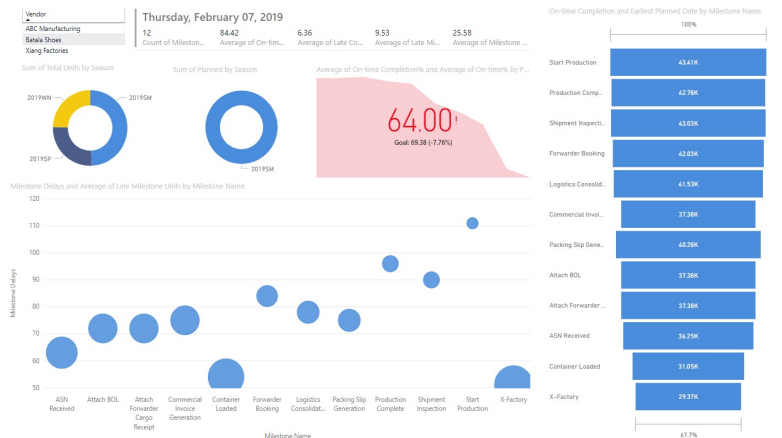 Vendor
ABC Manufacturing
Batala Shoes
Xiang Factories
Thursday, February 07, 2019
12
Count of Mileston...
84.42
Average of On-tim...
6.36
Average of Late Co...
9.53
Average of Late Mi...
25.58
Average of Milestone ...
Sum of Total Units by Season
2019WN
2019SM
2019SP
Sum of Planned by Season
2019SM
Average of On-time Completion% and Average of On-time% by P...
64.00!
Goal: 69.38 (-7.76%)
Milestone Delays and Average of Late Milestone Units by Milestone Name
Milestone Delays
120
110
100
90
80
70
60
50
ASN
Received
Attach BOL
Attach
Forwarder
Cargo
Receipt
Commercial
Invoice
Generation
Container
Loaded
Forwarder
Booking
Logistics
Consolidat...
Packing Slip
Generation
Production
Complete
Shipment
Inspection
Start
Production
X-Factory
Milestone Name
On-time Completion and Earliest Planned Date by Milestone Name
100%
Start Production 43.41K
Production Comp.. 42.78K
Shipment Inspecti.. 43.03K
Forwarder Booking 42.03K
Logistics Consolid.. 41.53K
Commercial Invoi.. 37.38K
Packing Slip Gene.. 40.28K
Attach BOL 37.38K
Attach Forwarder .. 37.38K
ASN Received 36.25K
Container Loaded 31.05K
X-Factory 29.37K
67.7%